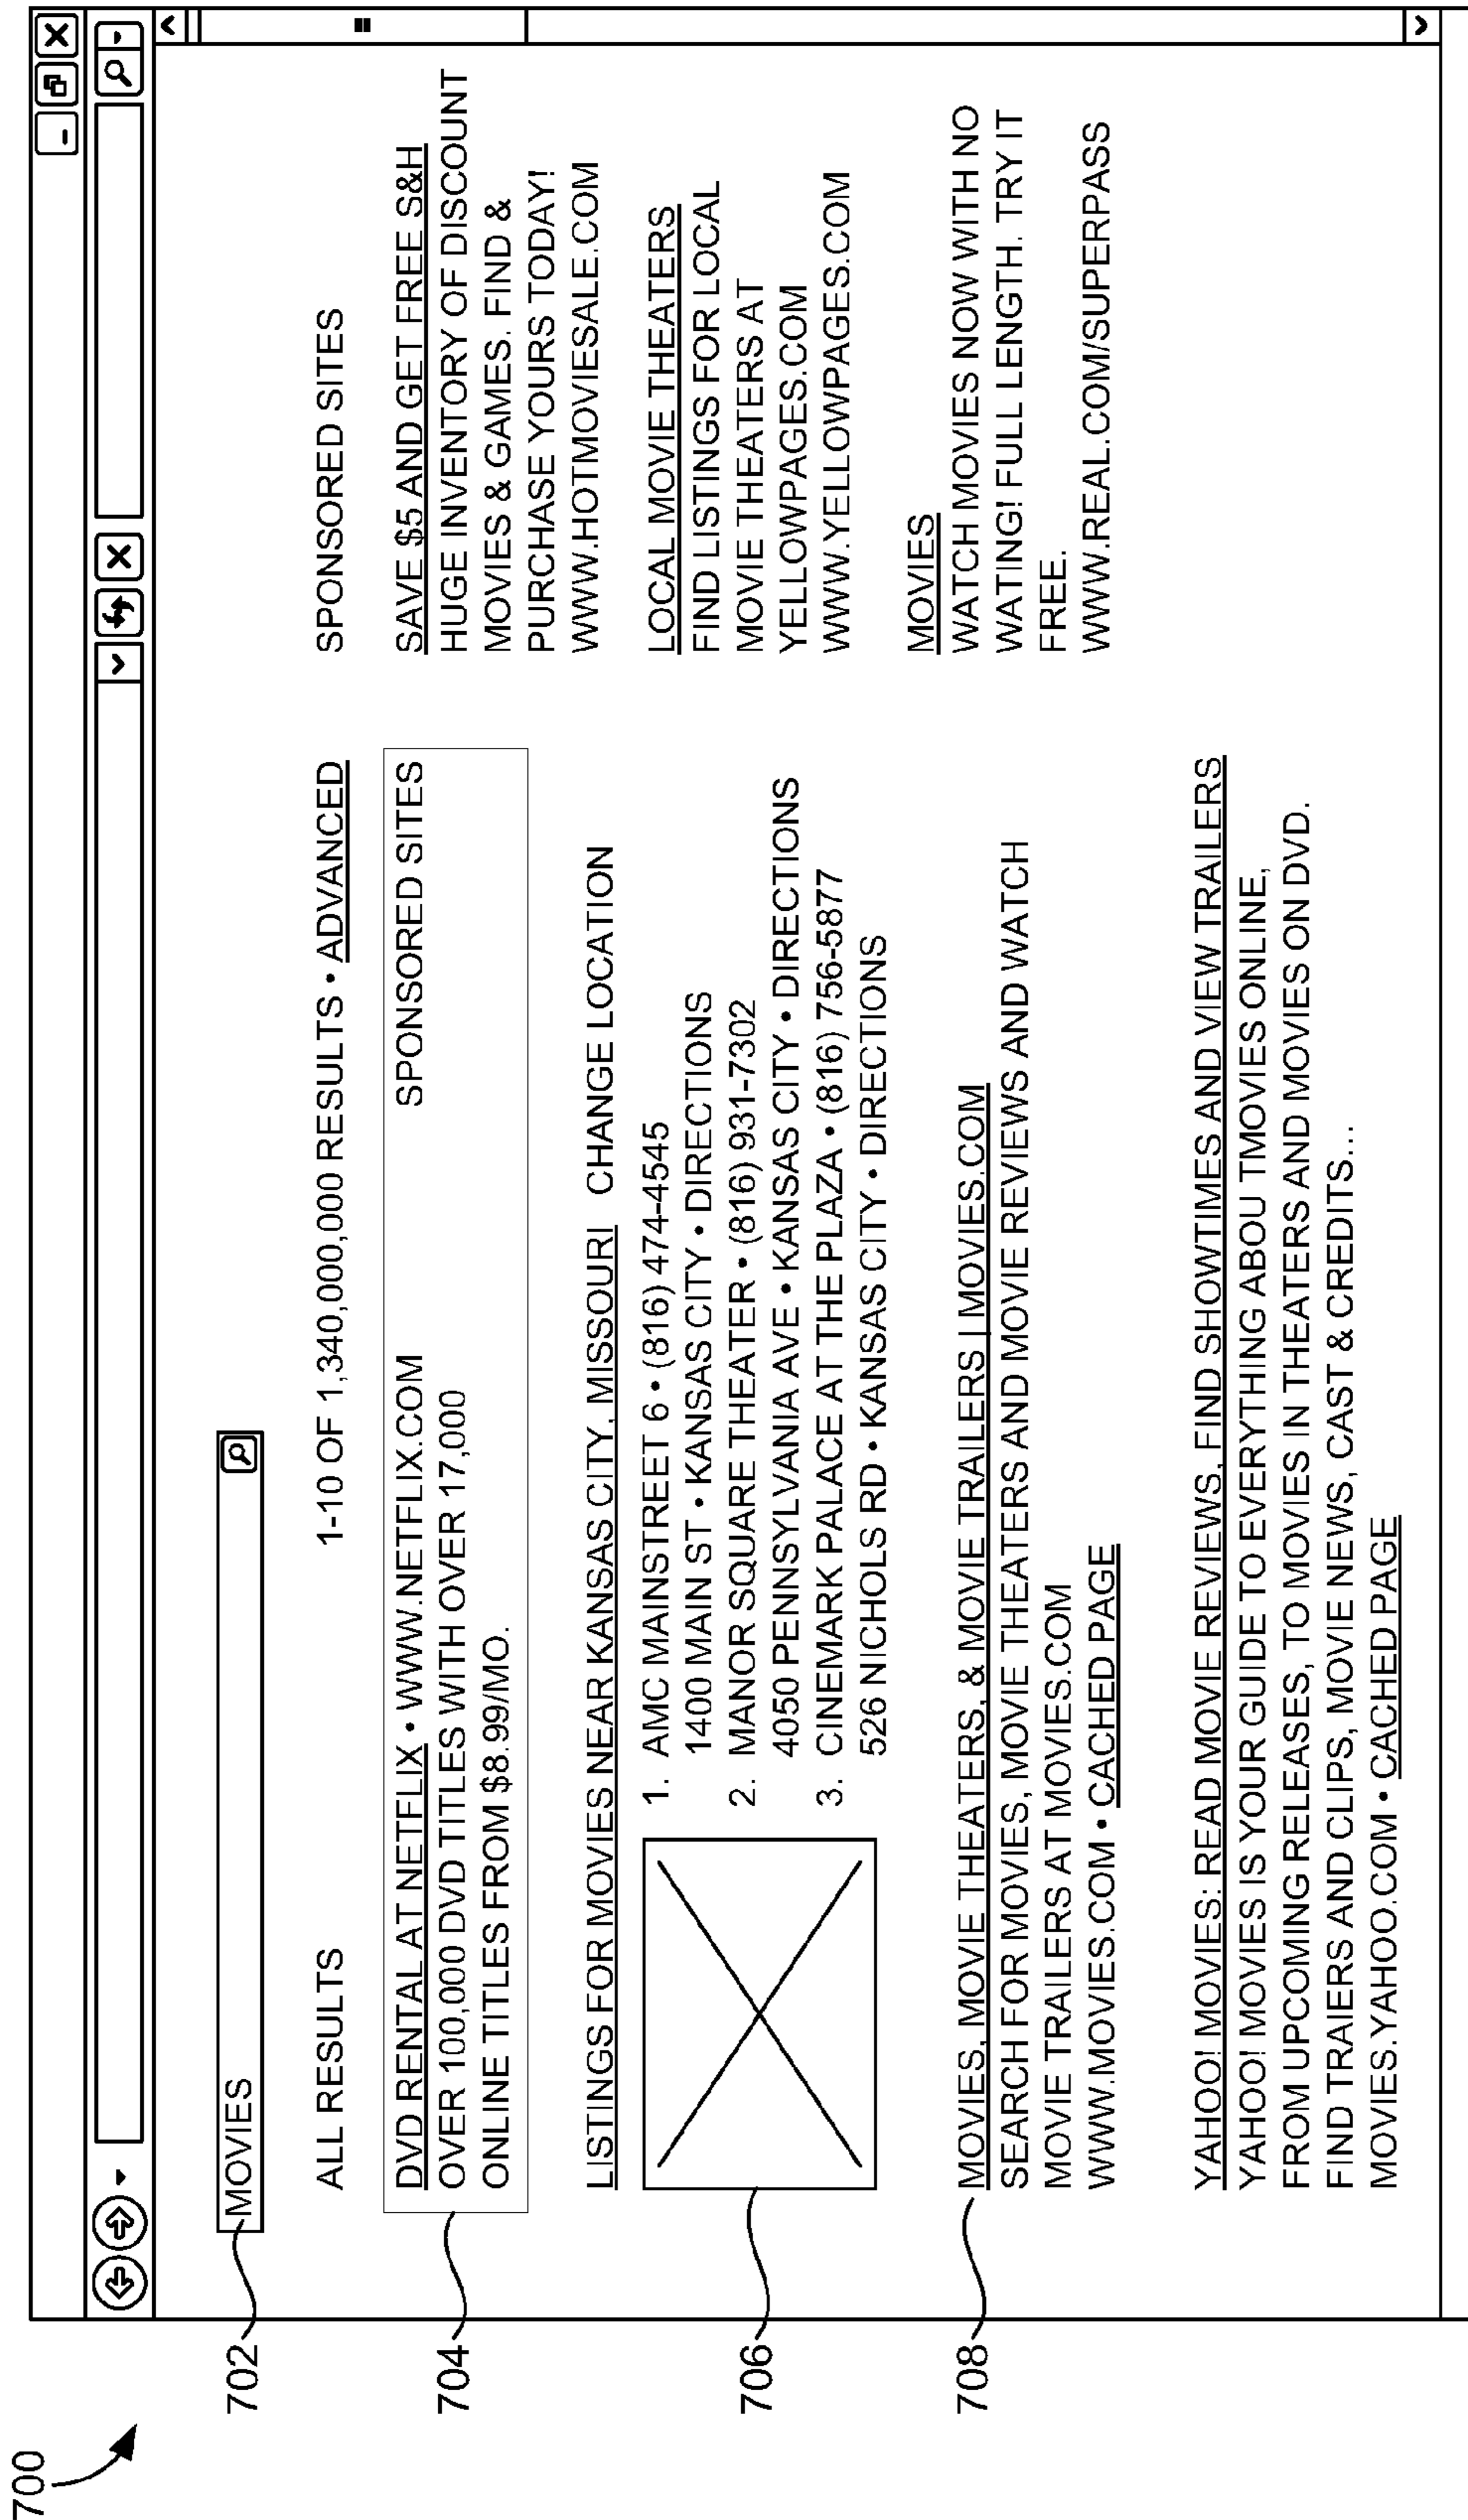 700
702
MOVIES
ALL RESULTS
1-10 OF 1,340,000,000 RESULTS • ADVANCED
704
DVD RENTAL AT NETFLIX • WWW.NETFLIX.COM
SPONSORED SITES
OVER 100,000 DVD TITLES WITH OVER 17,000
ONLINE TITLES FROM $8.99/MO.
LISTINGS FOR MOVIES NEAR KANSAS CITY, MISSOURI CHANGE LOCATION
706
1. AMC MAINSTREET 6 • (816) 474-4545
1400 MAIN ST • KANSAS CITY • DIRECTIONS
2. MANOR SQUARE THEATER • (816) 931-7302
4050 PENNSYLVANIA AVE • KANSAS CITY • DIRECTIONS
3. CINEMARK PALACE AT THE PLAZA • (816) 756-5877
526 NICHOLS RD • KANSAS CITY • DIRECTIONS
708
MOVIES, MOVIE THEATERS, & MOVIE TRAILERS | MOVIES.COM
SEARCH FOR MOVIES, MOVIE THEATERS AND MOVIE REVIEWS AND WATCH
MOVIE TRAILERS AT MOVIES.COM
WWW.MOVIES.COM • CACHED PAGE
YAHOO! MOVIES: READ MOVIE REVIEWS, FIND SHOWTIMES AND VIEW TRAILERS
YAHOO! MOVIES IS YOUR GUIDE TO EVERYTHING ABOU TMOVIES ONLINE,
FROM UPCOMING RELEASES, TO MOVIES IN THEATERS AND MOVIES ON DVD.
FIND TRAIERS AND CLIPS, MOVIE NEWS, CAST & CREDITS...
MOVIES.YAHOO.COM • CACHED PAGE
SPONSORED SITES
SAVE $5 AND GET FREE S&H
HUGE INVENTORY OF DISCOUNT
MOVIES & GAMES. FIND &
PURCHASE YOURS TODAY!
WWW.HOTMOVIESALE.COM
LOCAL MOVIE THEATERS
FIND LISTINGS FOR LOCAL
MOVIE THEATERS AT
YELLOWPAGES.COM
WWW.YELLOWPAGES.COM
MOVIES
WATCH MOVIES NOW WITH NO
WATING! FULL LENGTH. TRY IT
FREE.
WWW.REAL.COM/SUPERPASS